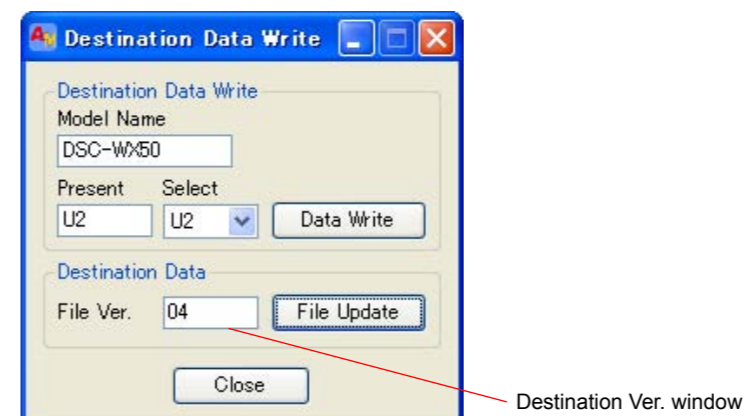 Destination Data Write
Destination Data Write
Model Name
DSC-WX50
Present Select
U2 U2 Data Write
Destination Data
File Ver. 04 File Update
Close
Destination Ver. window